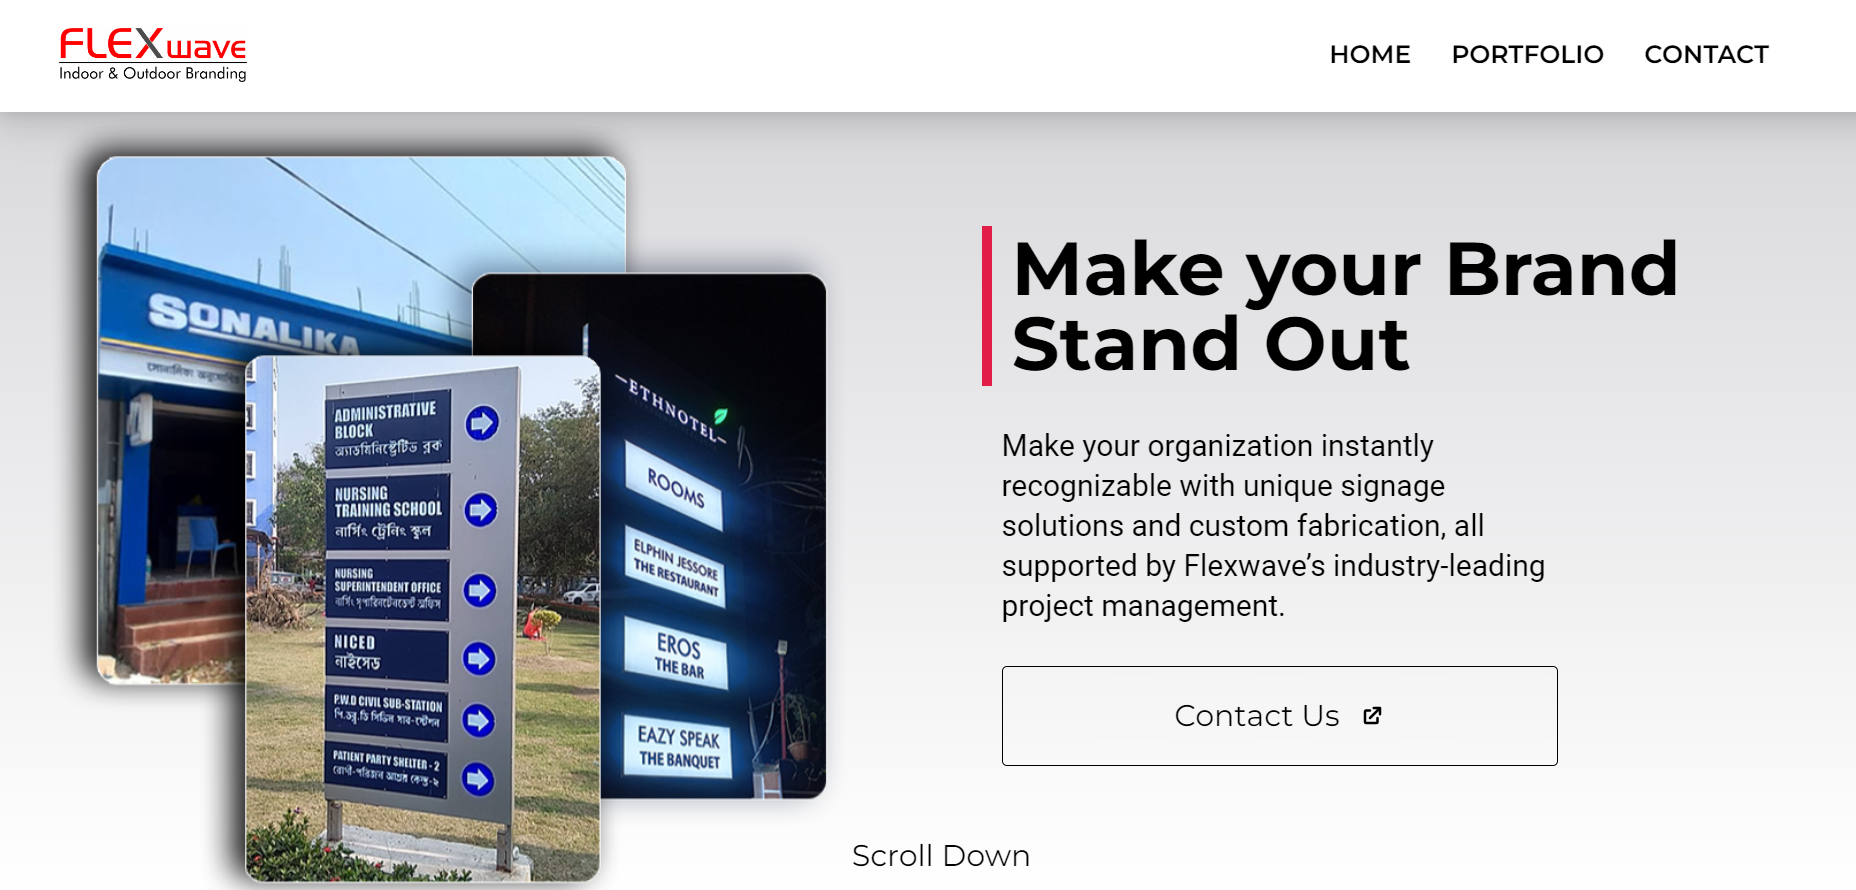 FLEXwave
Indoor & Outdoor Branding
HOME PORTFOLIO CONTACT
SONALIKA
সোনালিকা
ETHNOTEL
ROOMS
ELPHIN JESSORE
THE RESTAURANT
EROS
THE BAR
EAZY SPEAK
THE BANQUET
ADMINISTRATIVE
BLOCK
অ্যাডমিনিস্ট্রেটিভ ব্লক
NURSING
TRAINING SCHOOL
নার্সিং ট্রেনিং স্কুল
NURSING
SUPERINTENDENT OFFICE
নার্সিং সুপারিনটেনডেন্ট অফিস
NICED
নাইসেড
P.W.D CIVIL SUB-STATION
পি.ডব্লু.ডি সিভিল সাব-স্টেশন
PATIENT PARTY SHELTER - 2
রোগী-পরিজন আশ্রয় কেন্দ্র-২
Make your Brand
Stand Out
Make your organization instantly
recognizable with unique signage
solutions and custom fabrication, all
supported by Flexwave’s industry-leading
project management.
Contact Us
Scroll Down